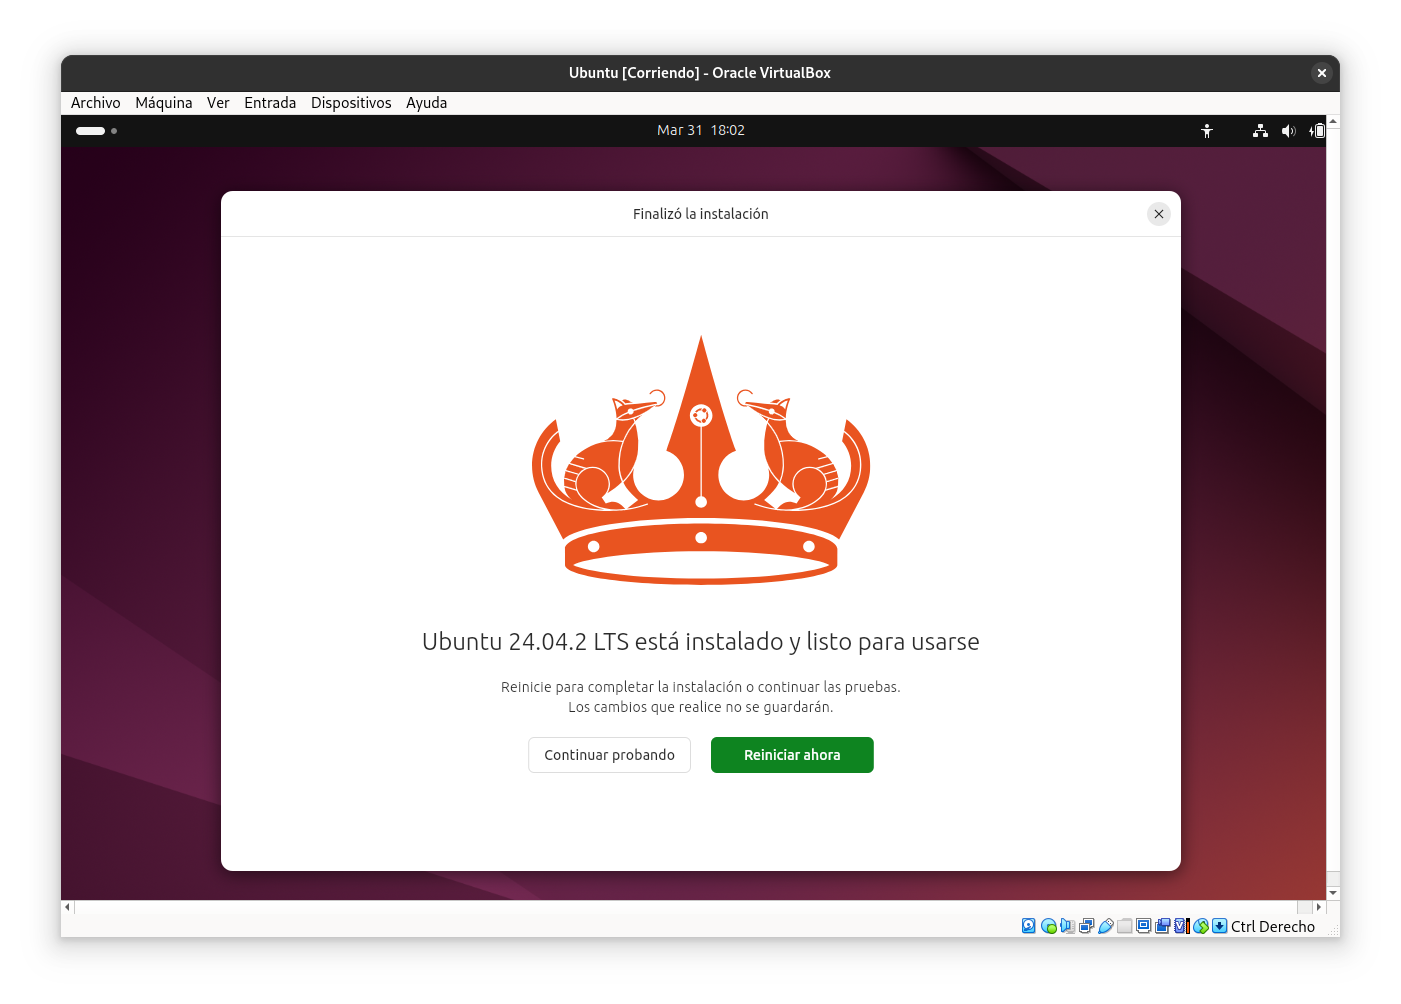 Ubuntu [Corriendo] - Oracle VirtualBox
Archivo Máquina Ver Entrada Dispositivos Ayuda
Mar 31 18:02
Finalizó la instalación
Ubuntu 24.04.2 LTS está instalado y listo para usarse
Reinicie para completar la instalación o continuar las pruebas.
Los cambios que realice no se guardarán.
Continuar probando Reiniciar ahora
Ctrl Derecho